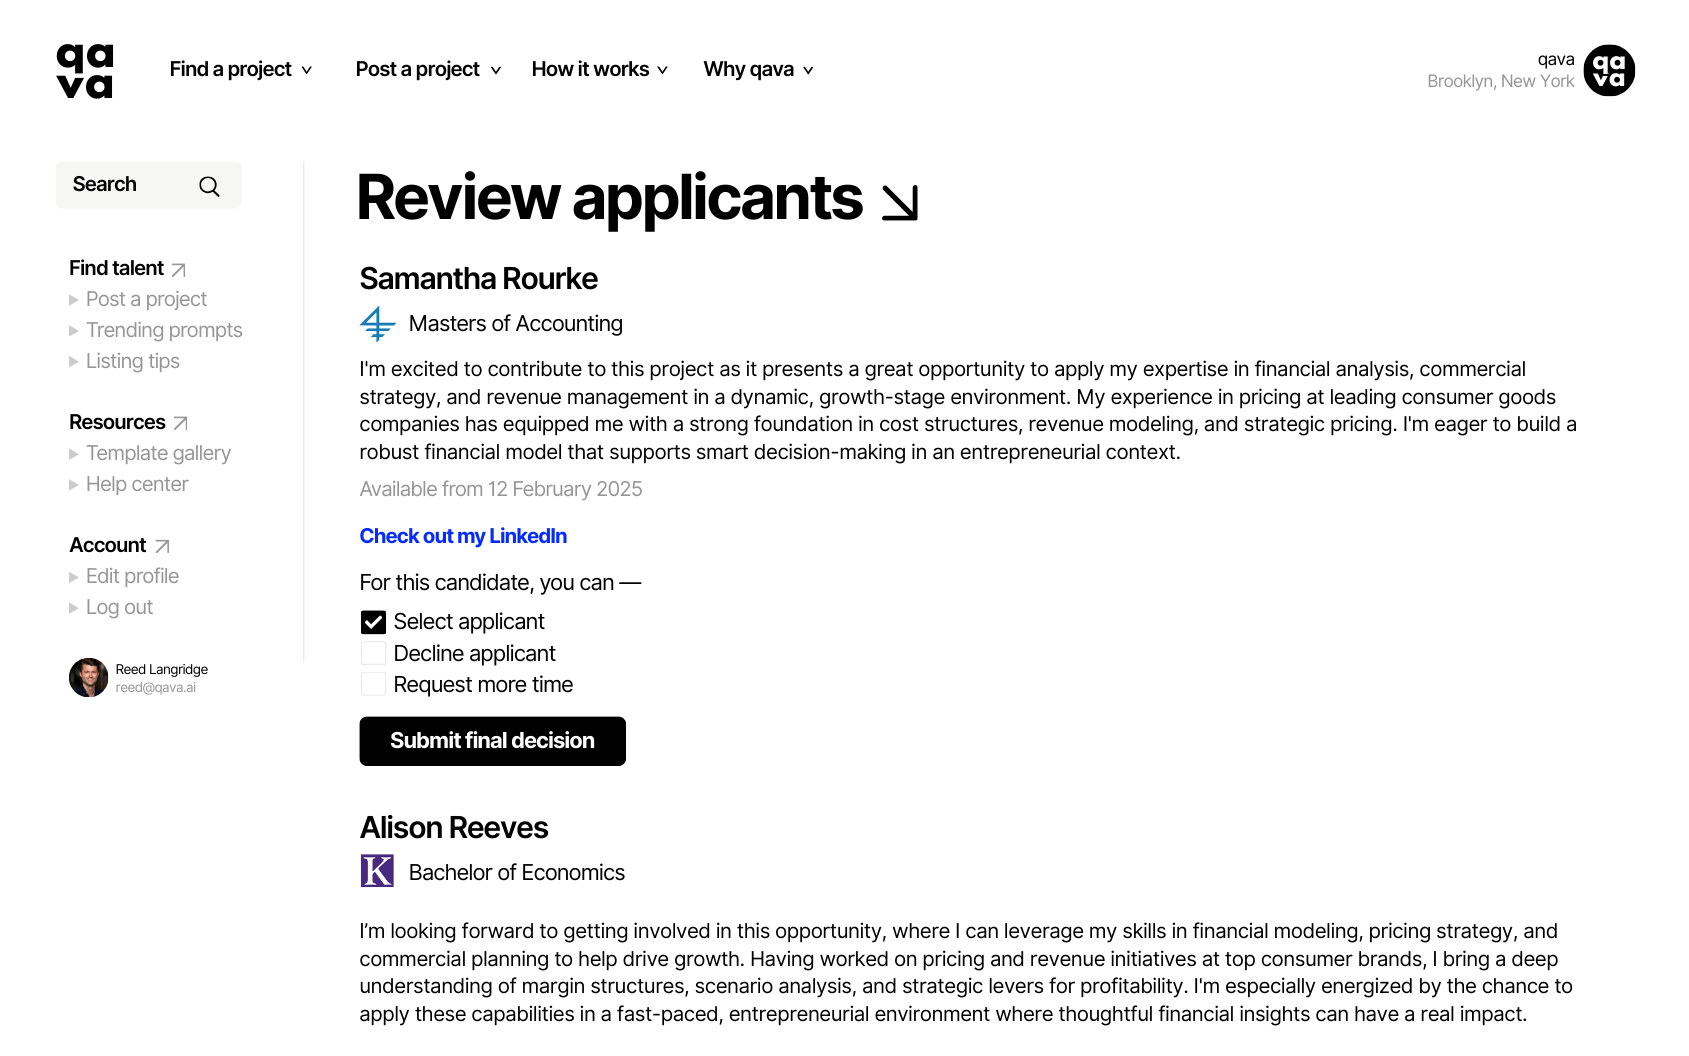 qa
va
Find a project
Post a project
How it works
Why qava
qava
Brooklyn, New York
qa
va
Search
Find talent
Post a project
Trending prompts
Listing tips
Resources
Template gallery
Help center
Account
Edit profile
Log out
Reed Langridge
reed@qava.ai
Review applicants
Samantha Rourke
Masters of Accounting
I'm excited to contribute to this project as it presents a great opportunity to apply my expertise in financial analysis, commercial
strategy, and revenue management in a dynamic, growth-stage environment. My experience in pricing at leading consumer goods
companies has equipped me with a strong foundation in cost structures, revenue modeling, and strategic pricing. I'm eager to build a
robust financial model that supports smart decision-making in an entrepreneurial context.
Available from 12 February 2025
Check out my LinkedIn
For this candidate, you can —
Select applicant
Decline applicant
Request more time
Submit final decision
Alison Reeves
K
Bachelor of Economics
I’m looking forward to getting involved in this opportunity, where I can leverage my skills in financial modeling, pricing strategy, and
commercial planning to help drive growth. Having worked on pricing and revenue initiatives at top consumer brands, I bring a deep
understanding of margin structures, scenario analysis, and strategic levers for profitability. I'm especially energized by the chance to
apply these capabilities in a fast-paced, entrepreneurial environment where thoughtful financial insights can have a real impact.